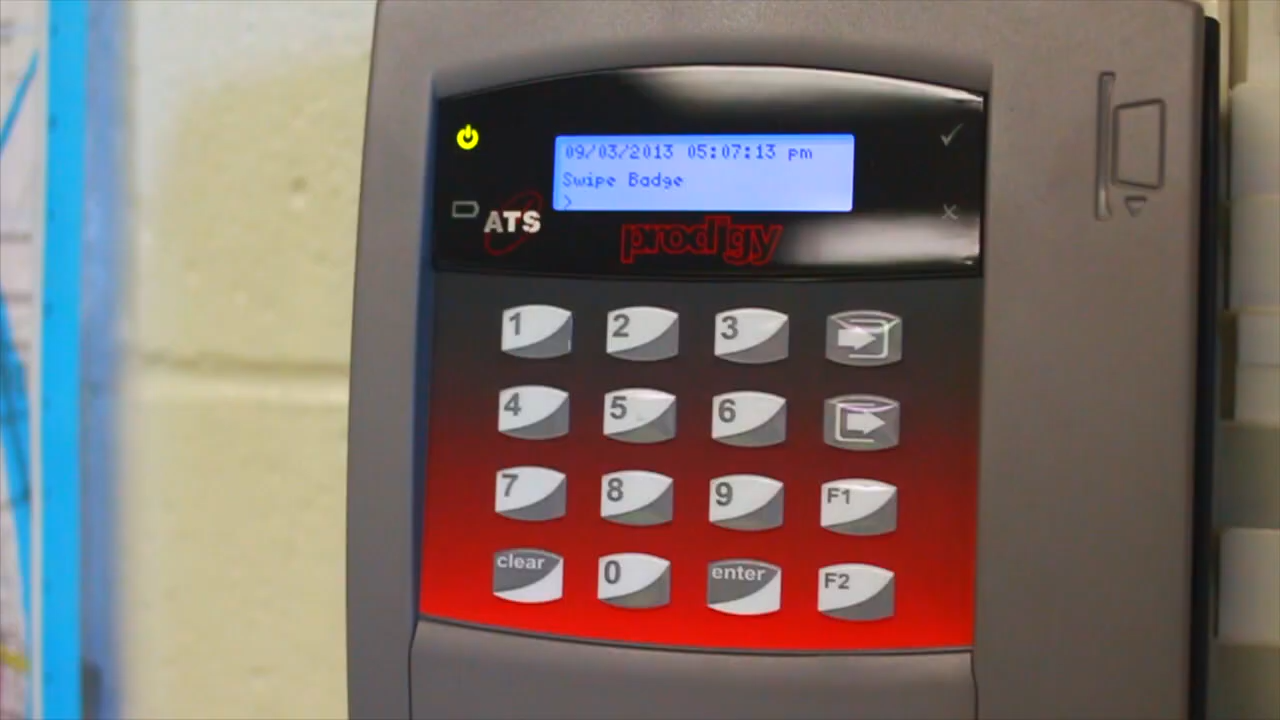 09/03/2013 05:07:13 pm
Swipe Badge
>
ATS
prodigy
1 2 3
4 5 6
7 8 9 F1
clear 0 enter F2